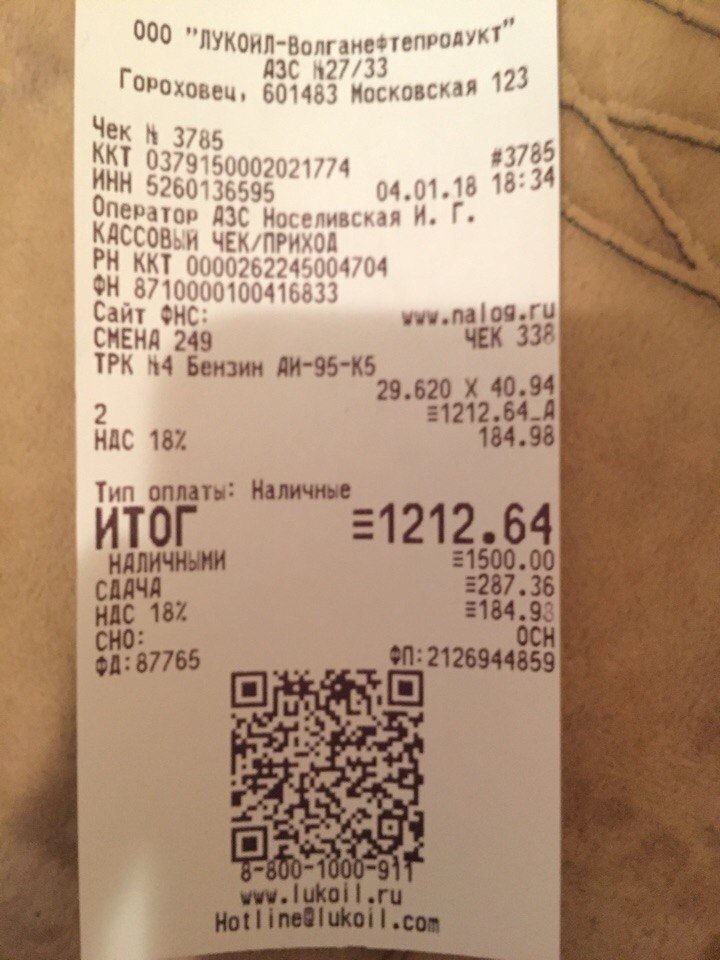 ООО "ЛУКОЙЛ-Волганефтепродукт"
АЗС №27/33
Гороховец, 601483 Московская 123
Чек № 3785
ККТ 0379150002021774 #3785
ИНН 5260136595 04.01.18 18:34
Оператор АЗС Носеливская И. Г.
КАССОВЫЙ ЧЕК/ПРИХОД
РН ККТ 0000262245004704
ФН 8710000100416833
Сайт ФНС: www.nalog.ru
СМЕНА 249 ЧЕК 338
ТРК №4 Бензин АИ-95-К5
29.620 X 40.94
2 ≡1212.64_А
НДС 18% 184.98
Тип оплаты: Наличные
ИТОГ ≡1212.64
НАЛИЧНЫМИ ≡1500.00
СДАЧА ≡287.36
НДС 18% ≡184.98
СНО: ОСН
ФД:87765 ФП:2126944859
8-800-1000-911
www.lukoil.ru
Hotline@lukoil.com